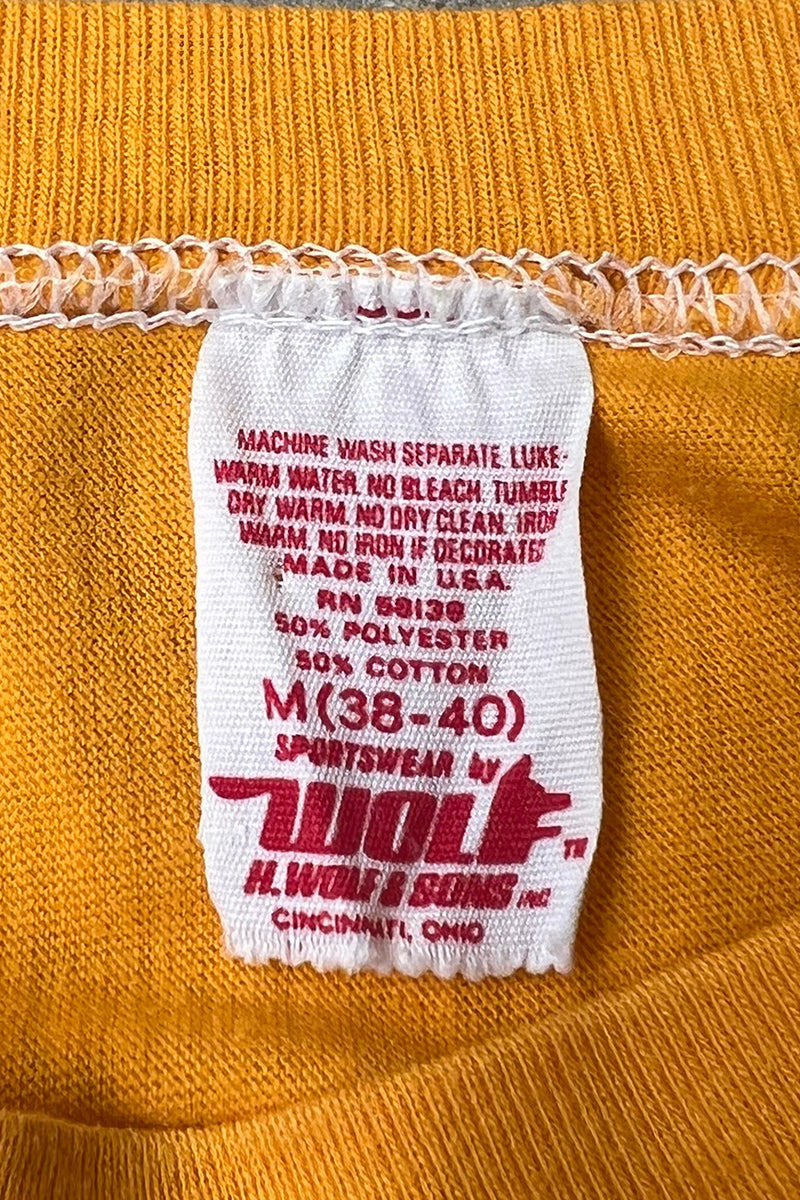 MACHINE WASH SEPARATE, LUKE-
WARM WATER, NO BLEACH, TUMBLE
DRY, WARM, NO DRY CLEAN, IRON
WARM, NO IRON IF DECORATED
MADE IN U.S.A.
RN 58139
50% POLYESTER
50% COTTON
M (38-40)
SPORTSWEAR by
WOLF TM
H. WOLF & SONS INC
CINCINNATI, OHIO